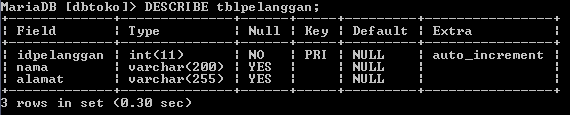 MariaDB [dbtoko]> DESCRIBE tblpelanggan;
+-------------+--------------+------+-----+---------+----------------+
| Field       | Type         | Null | Key | Default | Extra          |
+-------------+--------------+------+-----+---------+----------------+
| idpelanggan | int(11)      | NO   | PRI | NULL    | auto_increment |
| nama        | varchar(200) | YES  |     | NULL    |                |
| alamat      | varchar(255) | YES  |     | NULL    |                |
+-------------+--------------+------+-----+---------+----------------+
3 rows in set (0.30 sec)